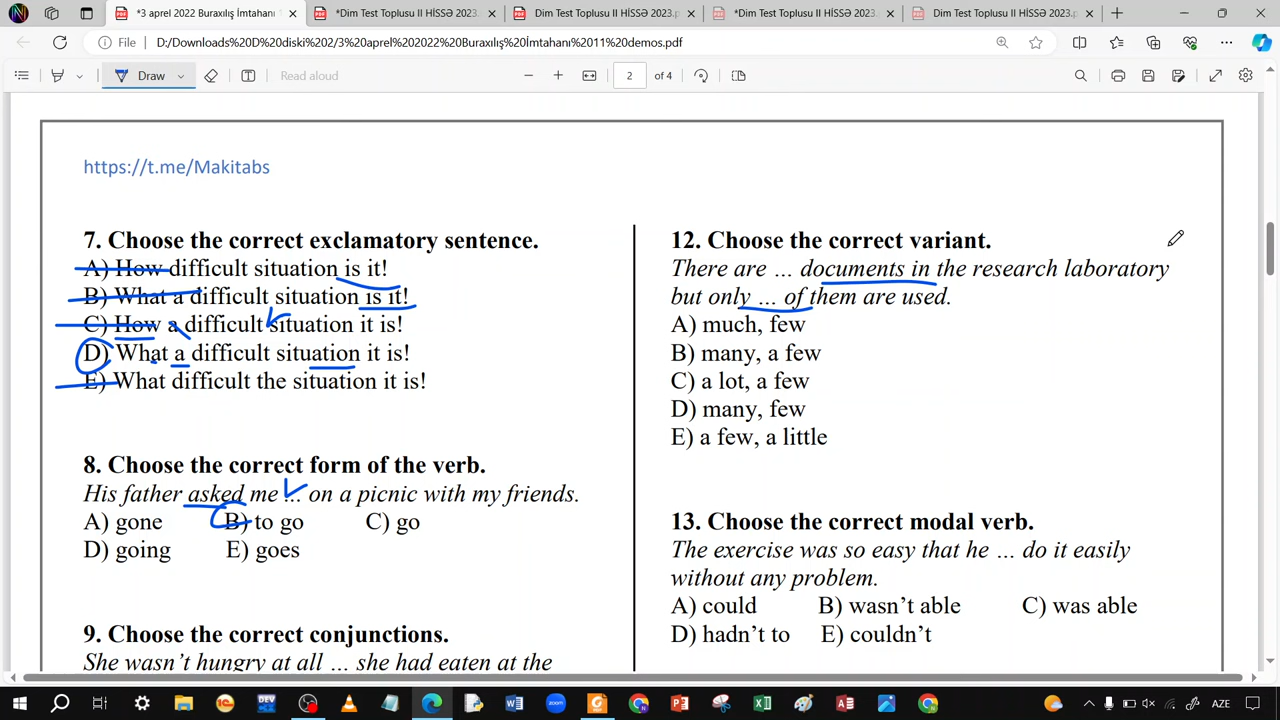 *3 aprel 2022 Buraxılış İmtahanı
*Dim Test Toplusu II HİSSƏ 2023.
Dim Test Toplusu II HİSSƏ 2023.p
*Dim Test Toplusu II HİSSƏ 2023.
Dim Test Toplusu II HİSSƏ 2023.p
File
D:/Downloads%20D%20diski%202/3%20aprel%202022%20Buraxılış%20İmtahanı%2011%20demos.pdf
Draw
Read aloud
2 of 4
https://t.me/Makitabs
7. Choose the correct exclamatory sentence.
A) How difficult situation is it!
B) What a difficult situation is it!
C) How a difficult situation it is!
D) What a difficult situation it is!
E) What difficult the situation it is!
8. Choose the correct form of the verb.
His father asked me ... on a picnic with my friends.
A) gone B) to go C) go
D) going E) goes
9. Choose the correct conjunctions.
She wasn't hungry at all ... she had eaten at the
12. Choose the correct variant.
There are ... documents in the research laboratory
but only ... of them are used.
A) much, few
B) many, a few
C) a lot, a few
D) many, few
E) a few, a little
13. Choose the correct modal verb.
The exercise was so easy that he ... do it easily
without any problem.
A) could B) wasn't able C) was able
D) hadn't to E) couldn't
AZE